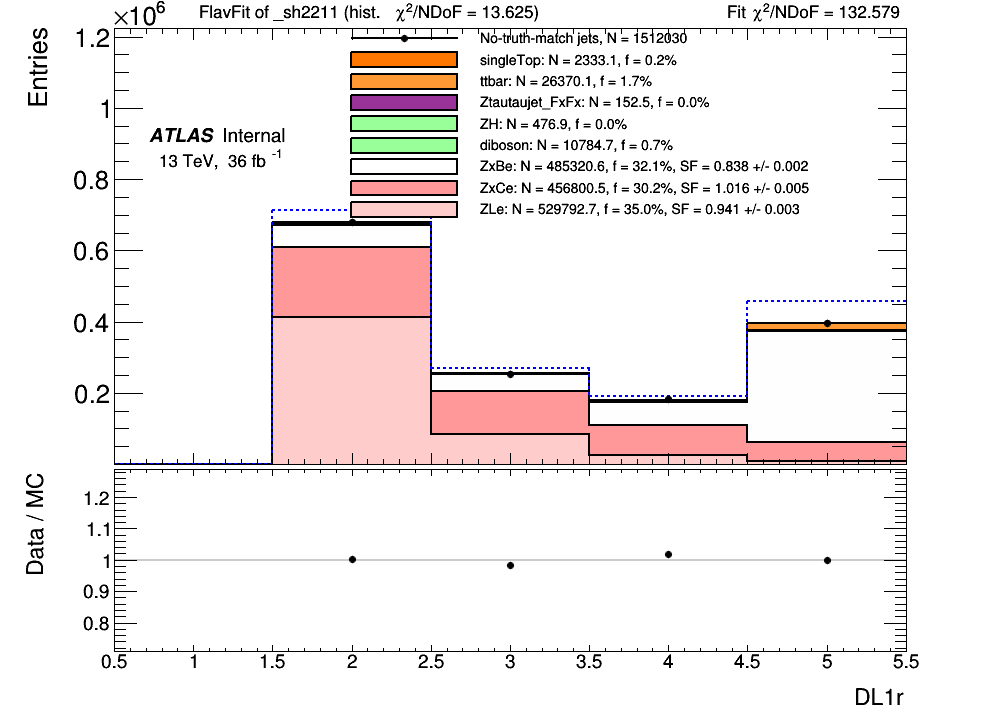 ×10⁶ FlavFit of _sh2211 (hist. χ²/NDoF = 13.625) Fit χ²/NDoF = 132.579
Entries
1.2
1
0.8
0.6
0.4
0.2
ATLAS Internal
13 TeV, 36 fb⁻¹
No-truth-match jets, N = 1512030
singleTop: N = 2333.1, f = 0.2%
ttbar: N = 26370.1, f = 1.7%
Ztautaujet_FxFx: N = 152.5, f = 0.0%
ZH: N = 476.9, f = 0.0%
diboson: N = 10784.7, f = 0.7%
ZxBe: N = 485320.6, f = 32.1%, SF = 0.838 +/- 0.002
ZxCe: N = 456800.5, f = 30.2%, SF = 1.016 +/- 0.005
ZLe: N = 529792.7, f = 35.0%, SF = 0.941 +/- 0.003
Data / MC
1.2
1.1
1
0.9
0.8
0.5 1 1.5 2 2.5 3 3.5 4 4.5 5 5.5
DL1r